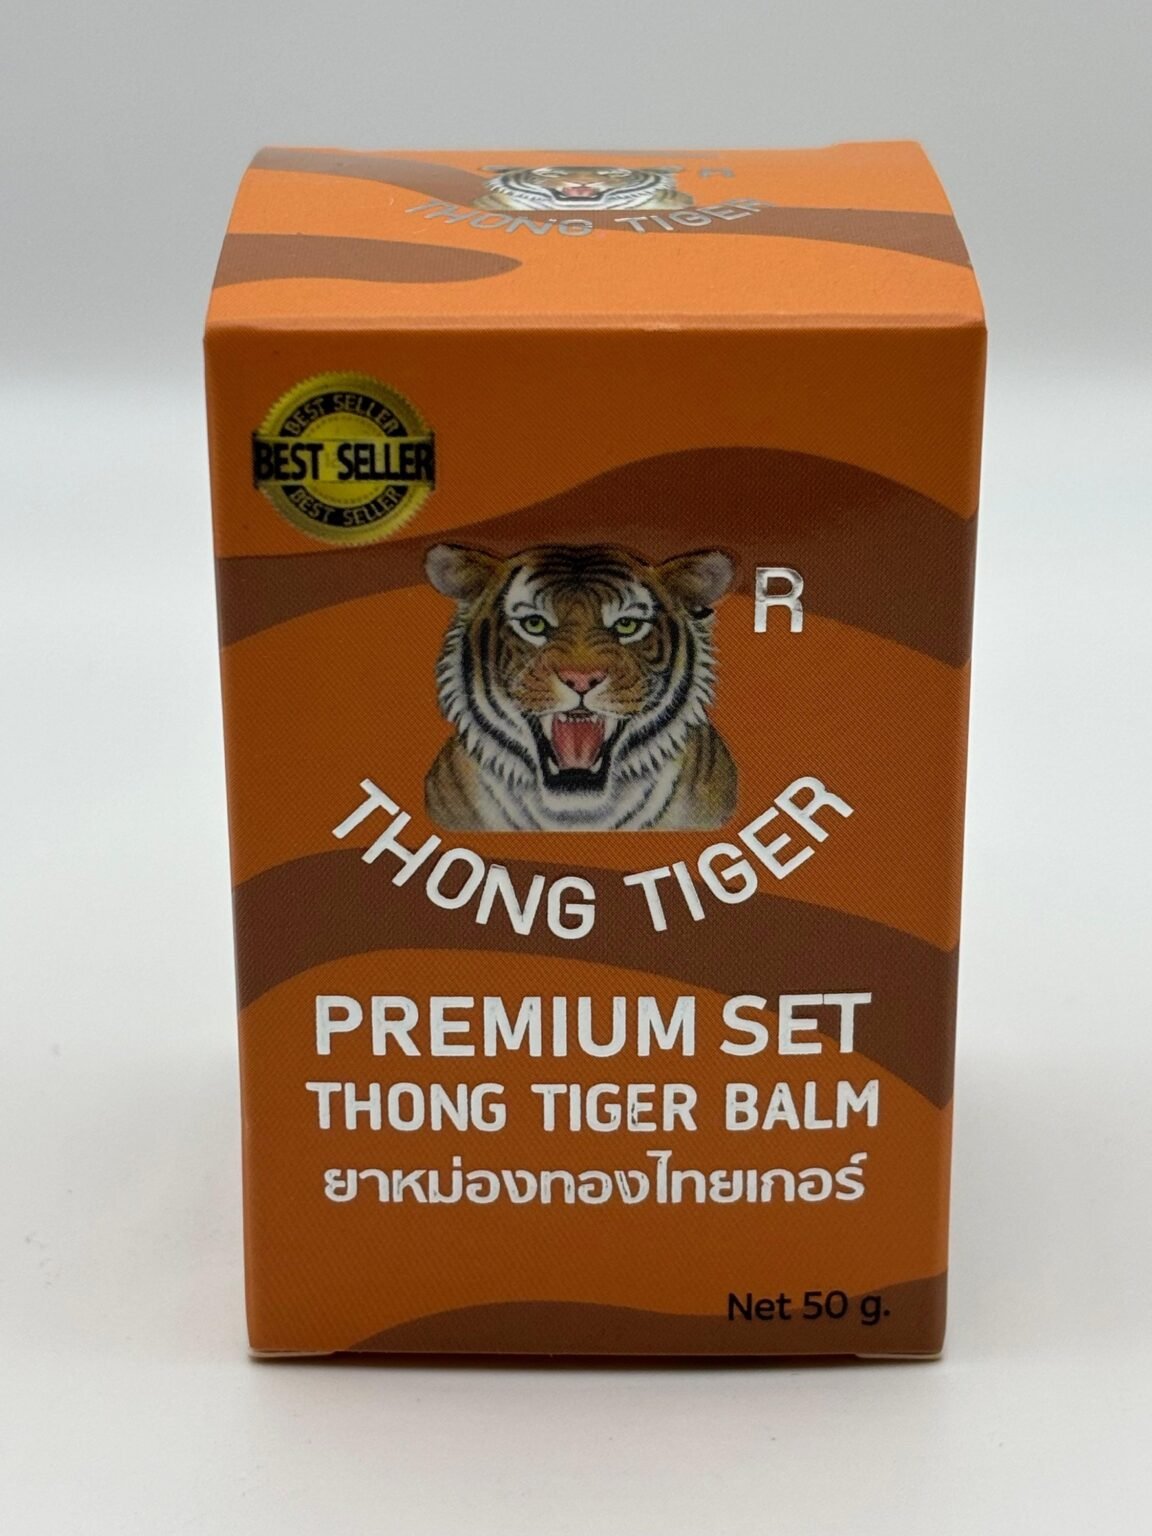 THONG TIGER
R
BEST SELLER
BEST SELLER
BEST SELLER
R
THONG TIGER
PREMIUM SET
THONG TIGER BALM
ยาหม่องทองไทยเกอร์
Net 50 g.